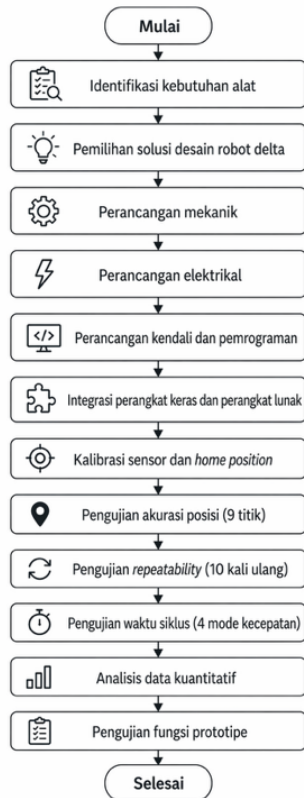 Mulai
Identifikasi kebutuhan alat
Pemilihan solusi desain robot delta
Perancangan mekanik
Perancangan elektrikal
</>
Perancangan kendali dan pemrograman
Integrasi perangkat keras dan perangkat lunak
Kalibrasi sensor dan home position
Pengujian akurasi posisi (9 titik)
Pengujian repeatability (10 kali ulang)
Pengujian waktu siklus (4 mode kecepatan)
Analisis data kuantitatif
Pengujian fungsi prototipe
Selesai